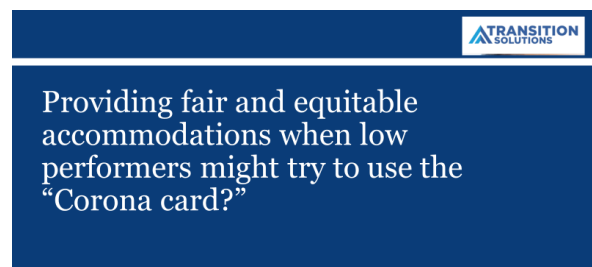 TRANSITION
SOLUTIONS
Providing fair and equitable
accommodations when low
performers might try to use the
“Corona card?”